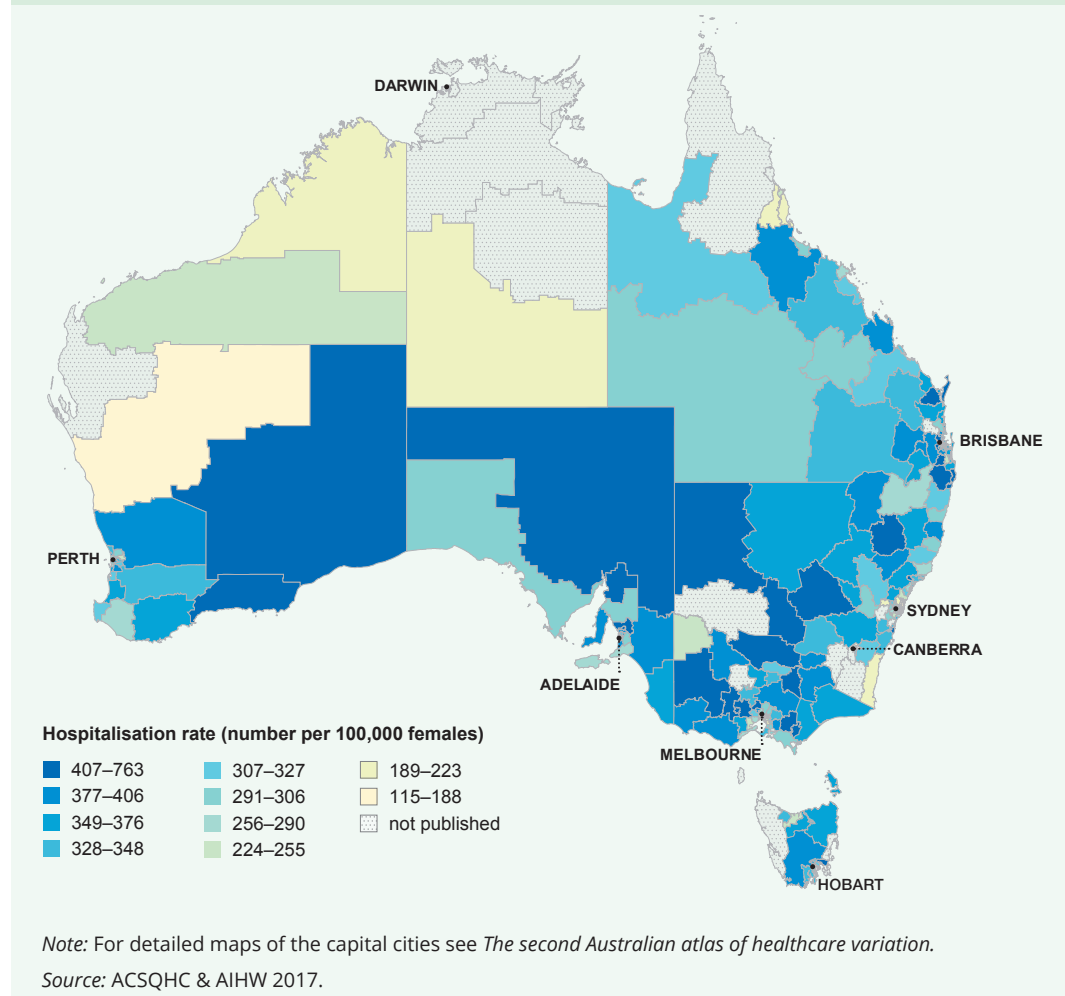 DARWIN
BRISBANE
PERTH
SYDNEY
CANBERRA
ADELAIDE
MELBOURNE
HOBART
Hospitalisation rate (number per 100,000 females)
407–763
377–406
349–376
328–348
307–327
291–306
256–290
224–255
189–223
115–188
not published
Note: For detailed maps of the capital cities see The second Australian atlas of healthcare variation.
Source: ACSQHC & AIHW 2017.